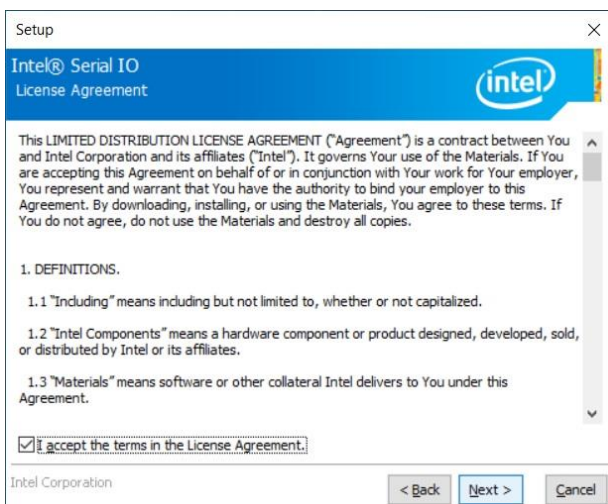 Setup
Intel® Serial IO
License Agreement
intel
This LIMITED DISTRIBUTION LICENSE AGREEMENT ("Agreement") is a contract between You
and Intel Corporation and its affiliates ("Intel"). It governs Your use of the Materials. If You
are accepting this Agreement on behalf of or in conjunction with Your work for Your employer,
You represent and warrant that You have the authority to bind your employer to this
Agreement. By downloading, installing, or using the Materials, You agree to these terms. If
You do not agree, do not use the Materials and destroy all copies.
1. DEFINITIONS.
1.1 "Including" means including but not limited to, whether or not capitalized.
1.2 "Intel Components" means a hardware component or product designed, developed, sold,
or distributed by Intel or its affiliates.
1.3 "Materials" means software or other collateral Intel delivers to You under this
Agreement.
I accept the terms in the License Agreement.
Intel Corporation
< Back
Next >
Cancel